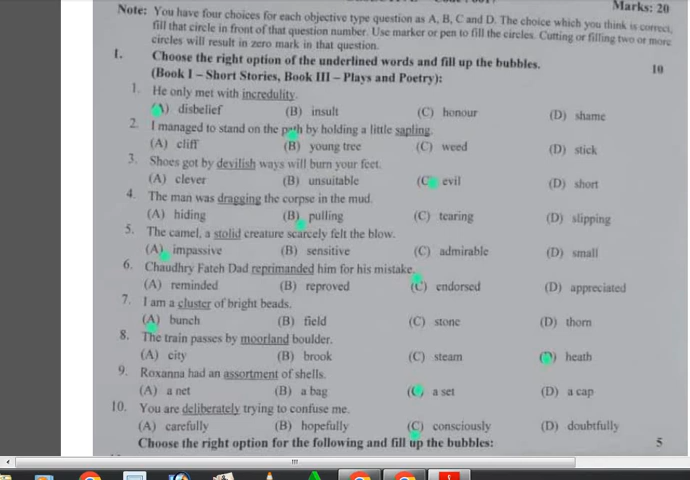 Marks: 20
Note: You have four choices for each objective type question as A, B, C and D. The choice which you think is correct,
fill that circle in front of that question number. Use marker or pen to fill the circles. Cutting or filling two or more
circles will result in zero mark in that question.
I. Choose the right option of the underlined words and fill up the bubbles. 10
(Book I – Short Stories, Book III – Plays and Poetry):
1. He only met with incredulity.
(A) disbelief (B) insult (C) honour (D) shame
2. I managed to stand on the path by holding a little sapling.
(A) cliff (B) young tree (C) weed (D) stick
3. Shoes got by devilish ways will burn your feet.
(A) clever (B) unsuitable (C) evil (D) short
4. The man was dragging the corpse in the mud.
(A) hiding (B) pulling (C) tearing (D) slipping
5. The camel, a stolid creature scarcely felt the blow.
(A) impassive (B) sensitive (C) admirable (D) small
6. Chaudhry Fateh Dad reprimanded him for his mistake.
(A) reminded (B) reproved (C) endorsed (D) appreciated
7. I am a cluster of bright beads.
(A) bunch (B) field (C) stone (D) thorn
8. The train passes by moorland boulder.
(A) city (B) brook (C) steam (D) heath
9. Roxanna had an assortment of shells.
(A) a net (B) a bag (C) a set (D) a cap
10. You are deliberately trying to confuse me.
(A) carefully (B) hopefully (C) consciously (D) doubtfully
Choose the right option for the following and fill up the bubbles: 5